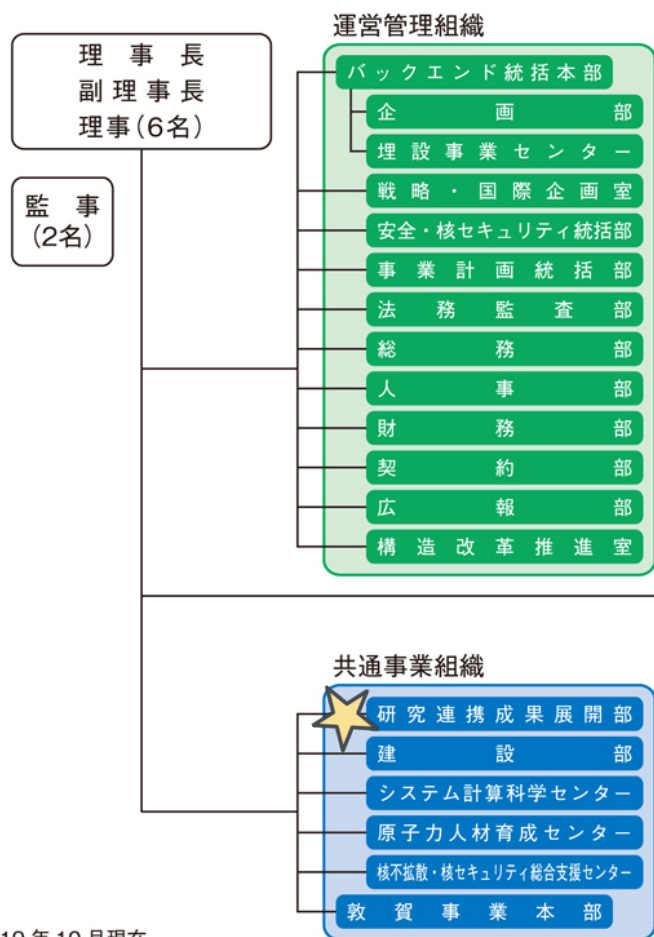 運営管理組織
理事長
副理事長
理事(6名)
監事
(2名)
バックエンド統括本部
企画部
埋設事業センター
戦略・国際企画室
安全・核セキュリティ統括部
事業計画統括部
法務監査部
総務部
人事部
財務部
契約部
広報部
構造改革推進室
共通事業組織
研究連携成果展開部
建設部
システム計算科学センター
原子力人材育成センター
核不拡散・核セキュリティ総合支援センター
敦賀事業本部
19年10月現在